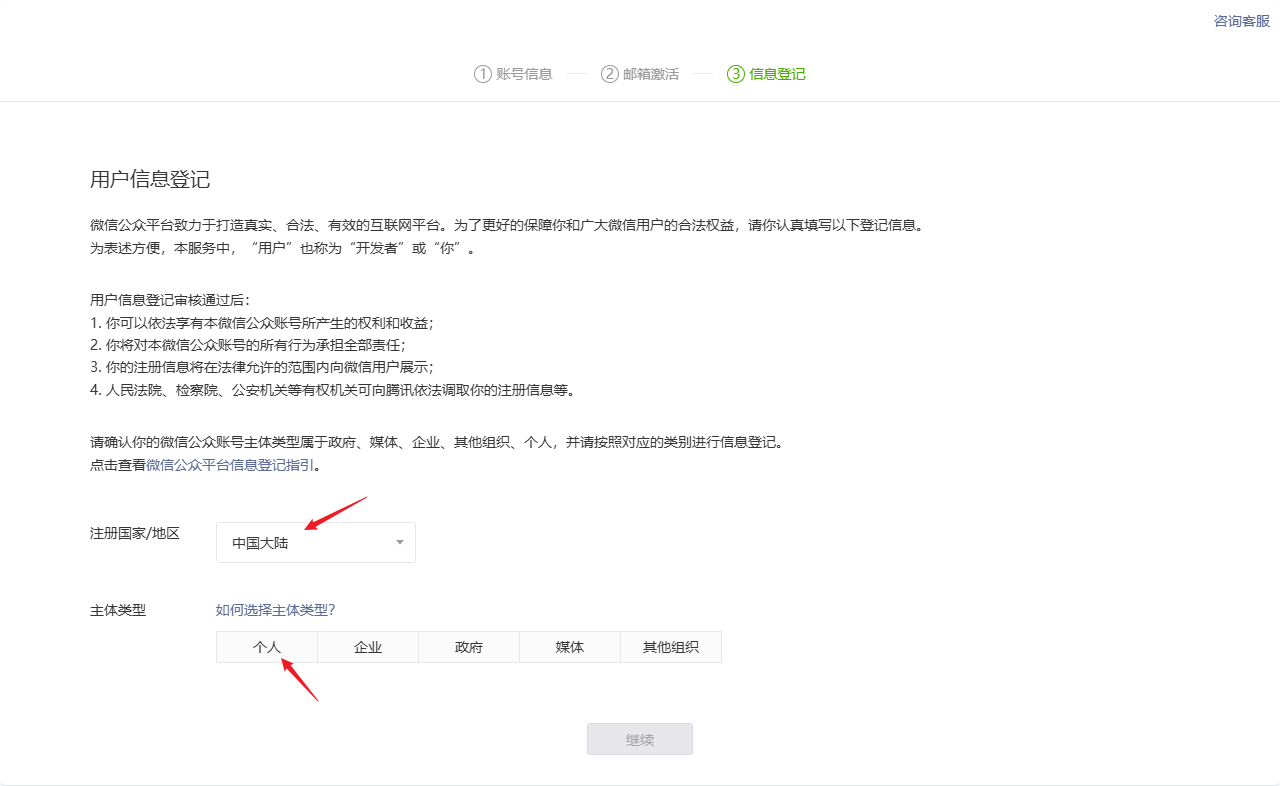 咨询客服
① 账号信息 ② 邮箱激活 ③ 信息登记
用户信息登记
微信公众平台致力于打造真实、合法、有效的互联网平台。为了更好的保障你和广大微信用户的合法权益，请你认真填写以下登记信息。
为表述方便，本服务中，“用户”也称为“开发者”或“你”。
用户信息登记审核通过后：
1. 你可以依法享有本微信公众账号所产生的权利和收益；
2. 你将对本微信公众账号的所有行为承担全部责任；
3. 你的注册信息将在法律允许的范围内向微信用户展示；
4. 人民法院、检察院、公安机关等有权机关可向腾讯依法调取你的注册信息等。
请确认你的微信公众账号主体类型属于政府、媒体、企业、其他组织、个人，并请按照对应的类别进行信息登记。
点击查看微信公众平台信息登记指引。
注册国家/地区 中国大陆
主体类型 如何选择主体类型？
个人 企业 政府 媒体 其他组织
继续